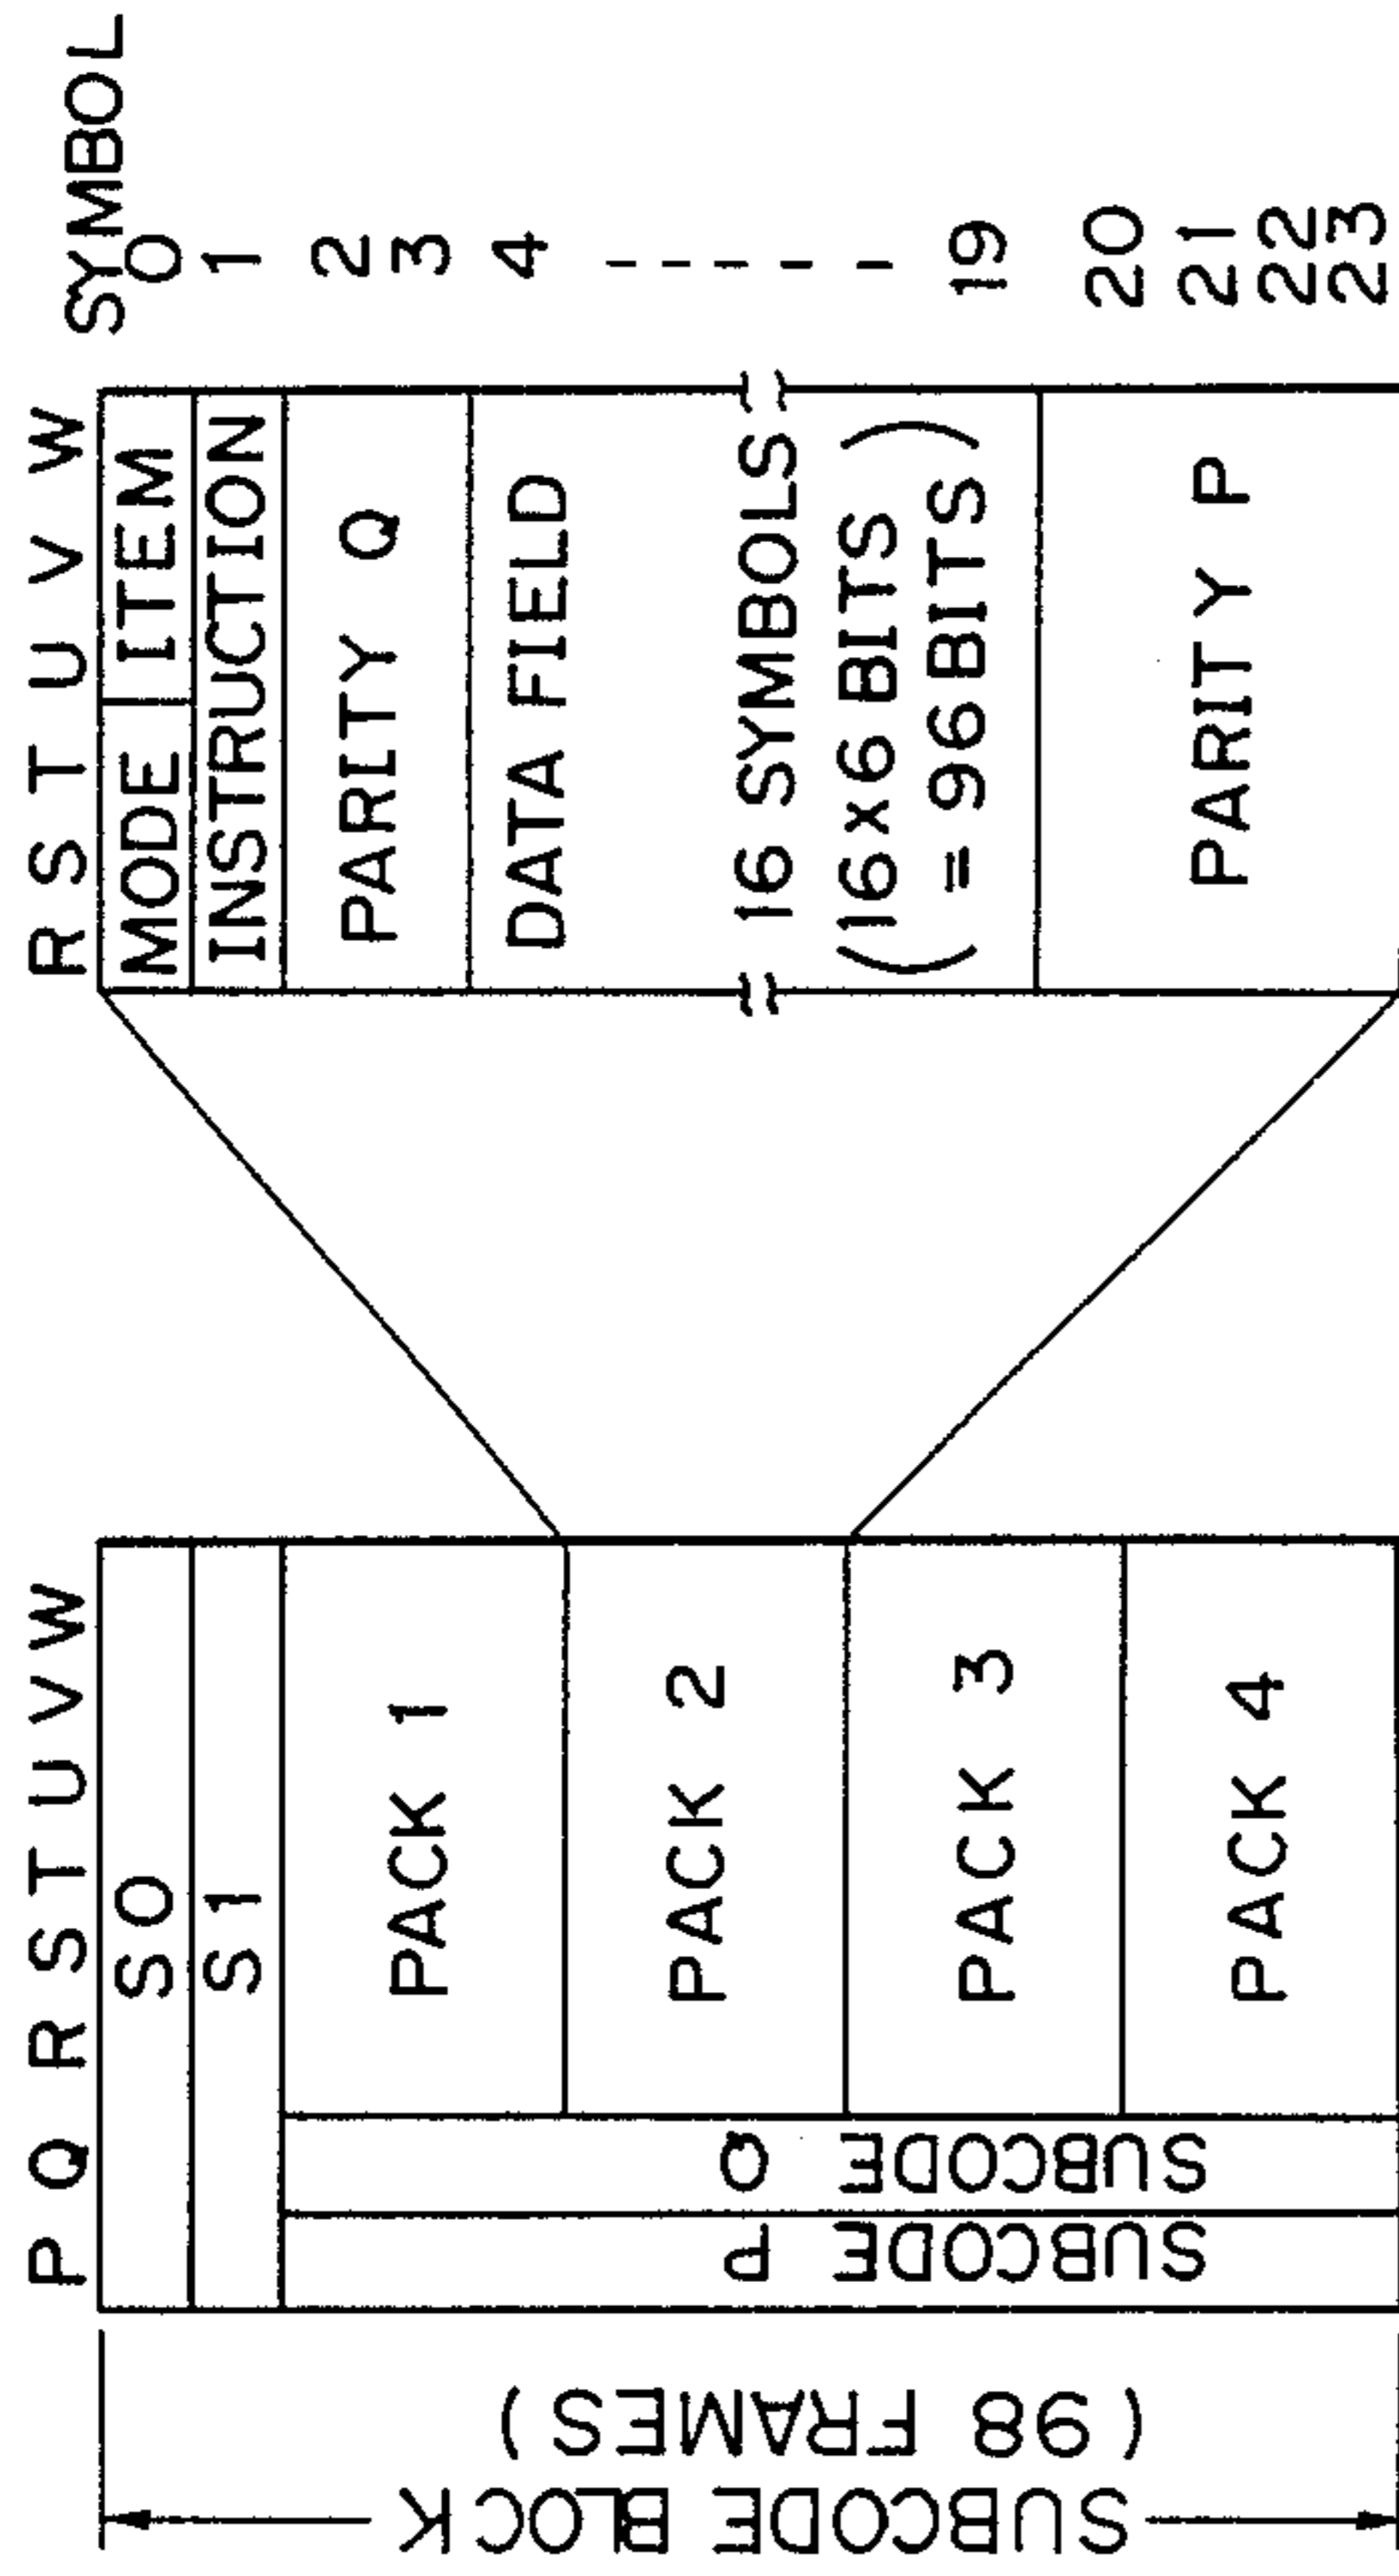 SUBCODE BLOCK
( 98 FRAMES )
P Q R S T U V W
S0
S1
SUBCODE P
SUBCODE Q
PACK 1
PACK 2
PACK 3
PACK 4
R S T U V W
SYMBOL
MODE ITEM 0
INSTRUCTION 1
PARITY Q 2
3
DATA FIELD 4
16 SYMBOLS
(16×6 BITS )
( = 96 BITS ) 19
PARITY P 20
21
22
23